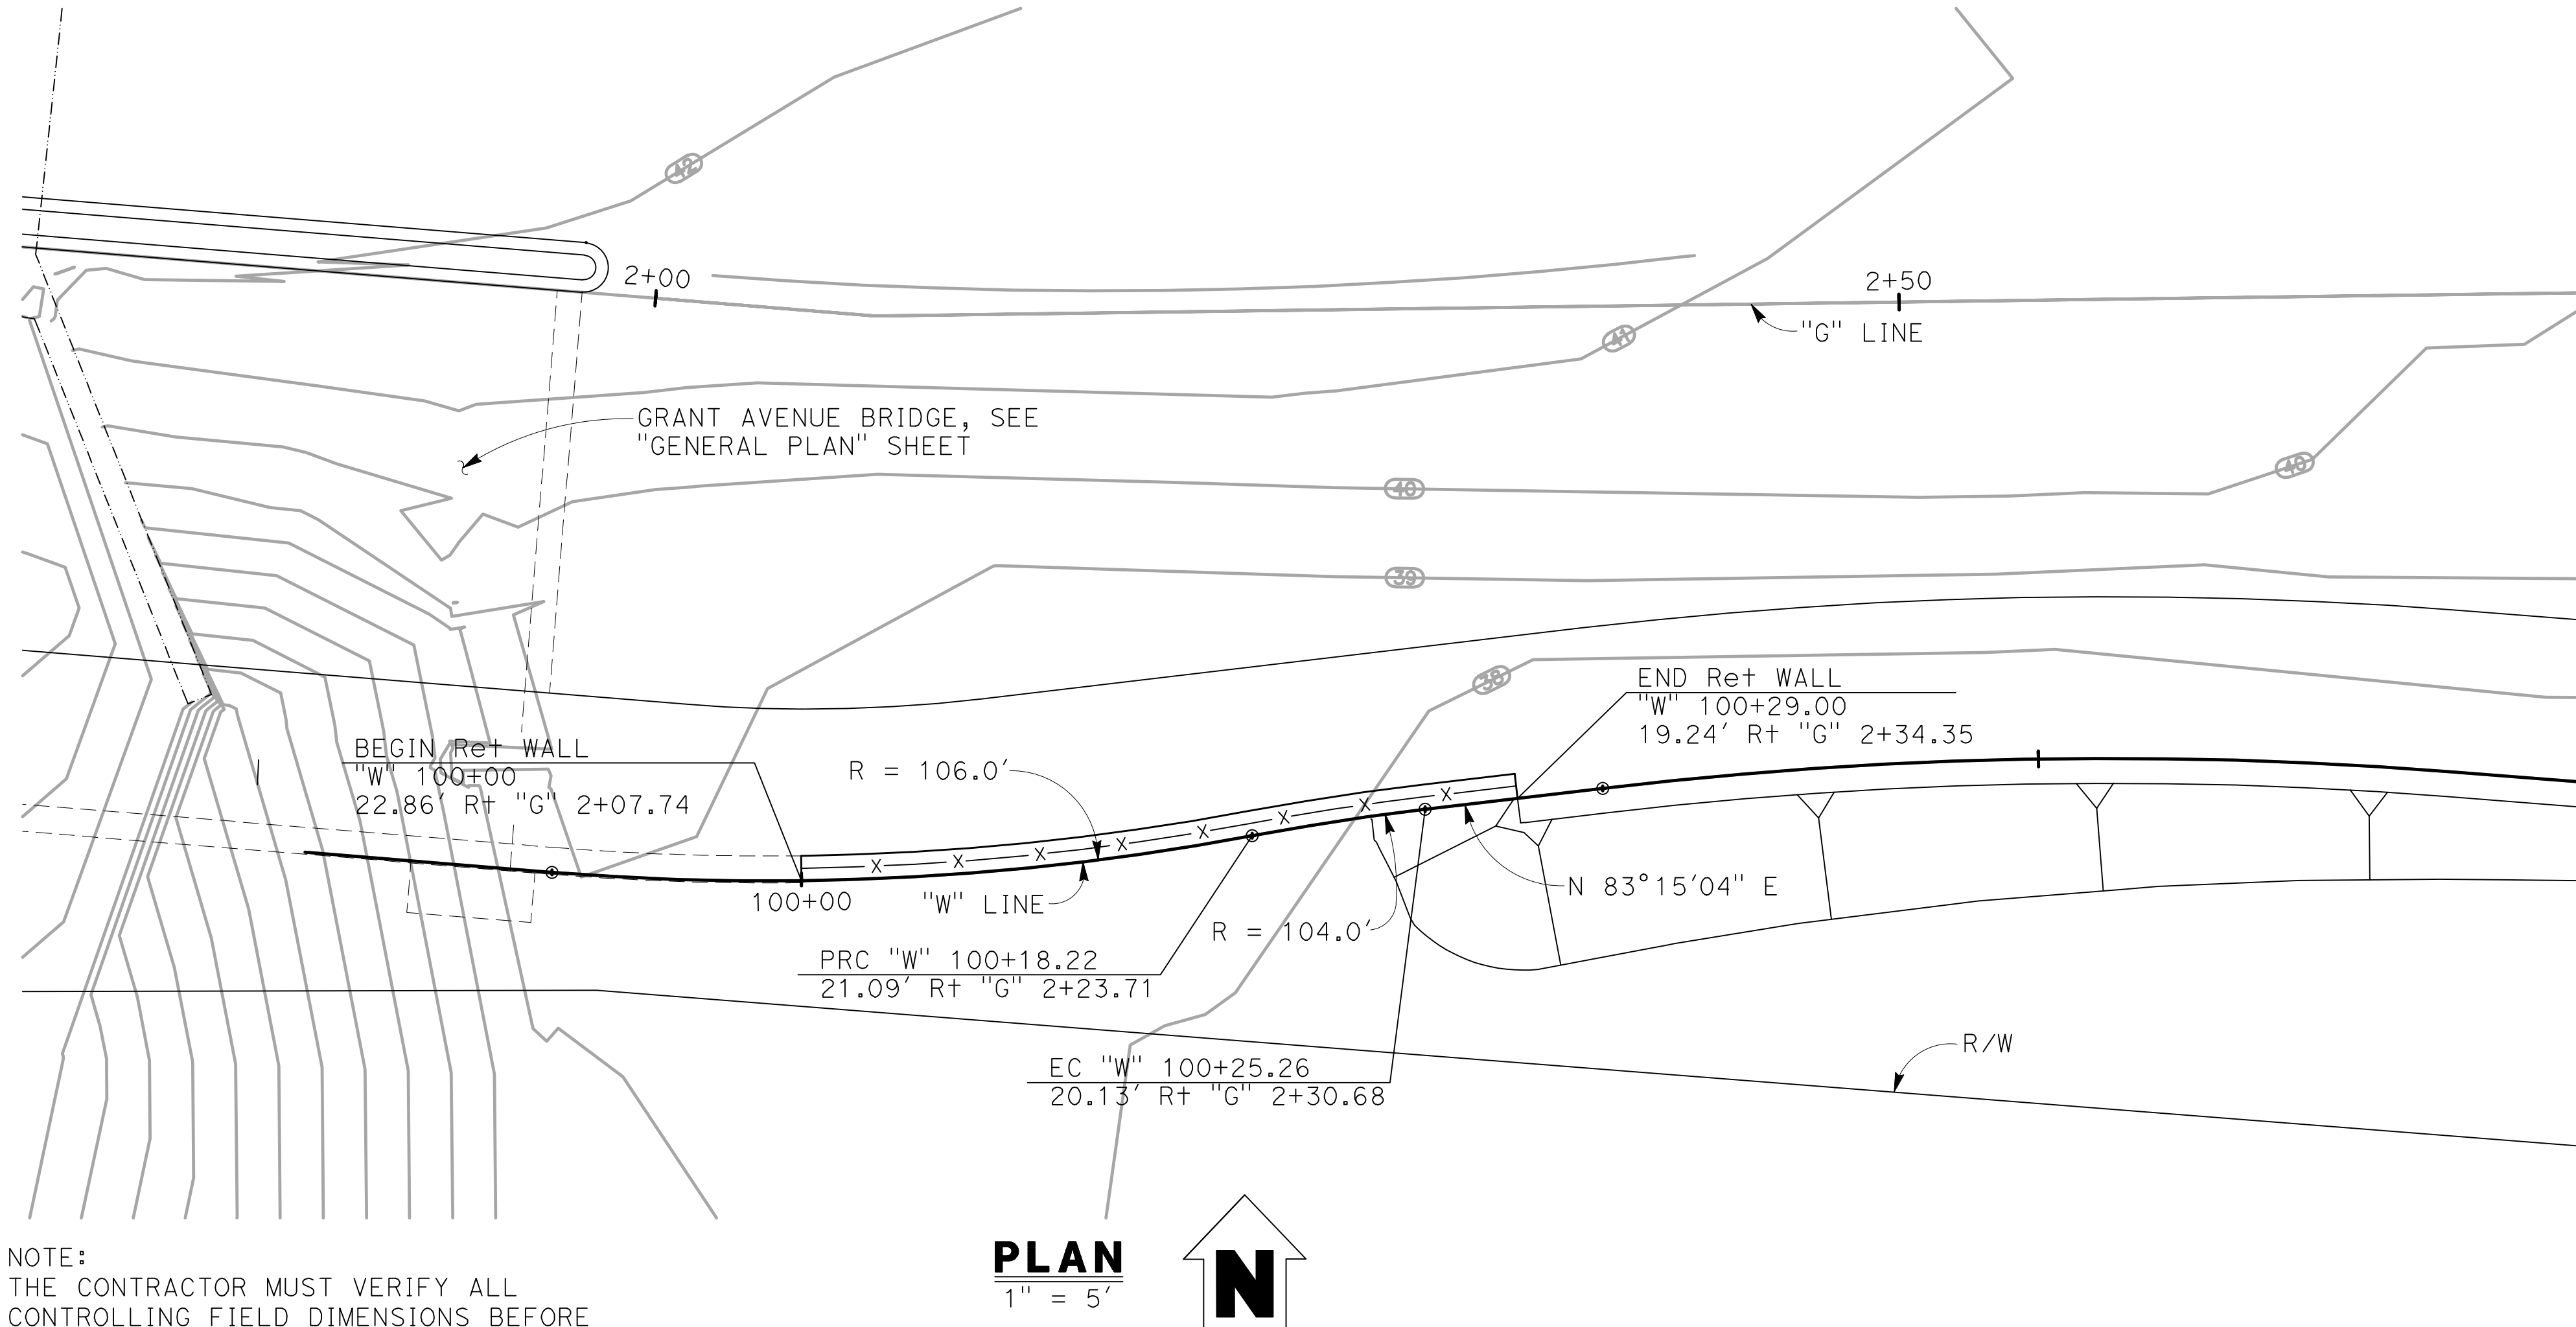 42
2+00
2+50
"G" LINE
41
GRANT AVENUE BRIDGE, SEE
"GENERAL PLAN" SHEET
40
40
39
38
END Ret WALL
"W" 100+29.00
19.24' Rt "G" 2+34.35
BEGIN Ret WALL
"W" 100+00
22.86' Rt "G" 2+07.74
R = 106.0'
100+00
"W" LINE
N 83°15'04" E
R = 104.0'
PRC "W" 100+18.22
21.09' Rt "G" 2+23.71
EC "W" 100+25.26
20.13' Rt "G" 2+30.68
R/W
NOTE:
THE CONTRACTOR MUST VERIFY ALL
CONTROLLING FIELD DIMENSIONS BEFORE
PLAN
1" = 5'
N